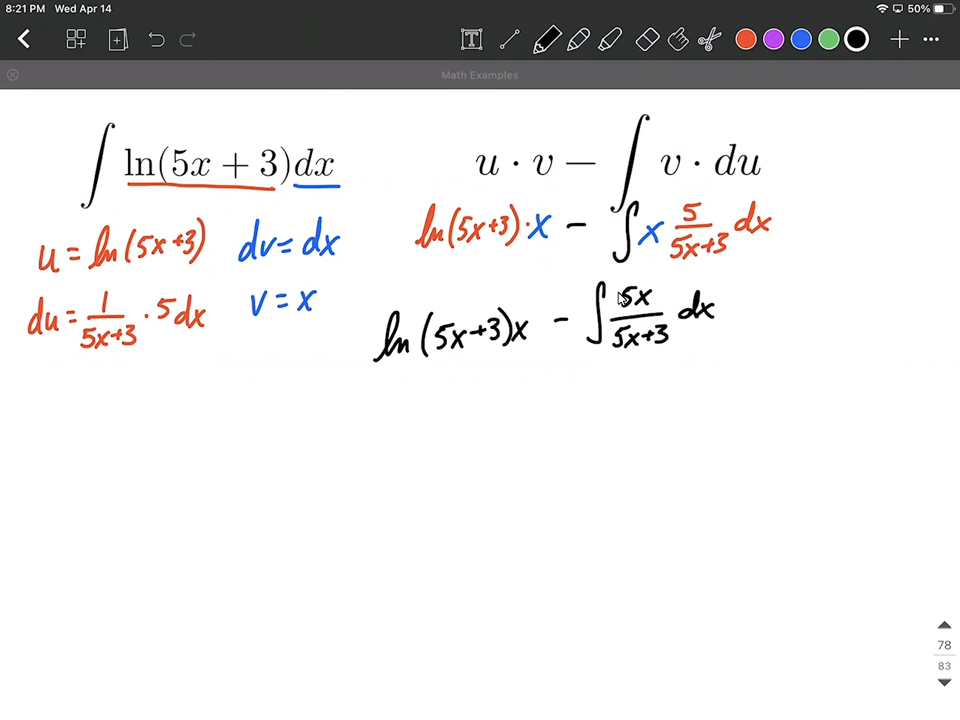 8:21 PM Wed Apr 14 50%
Math Examples
∫ ln(5x + 3)dx
u · v − ∫ v · du
u = ln(5x+3) dv = dx
ln(5x+3) · x − ∫ x 5/(5x+3) dx
du = 1/(5x+3) · 5dx v = x
ln(5x+3)x − ∫ 5x/(5x+3) dx
78
83